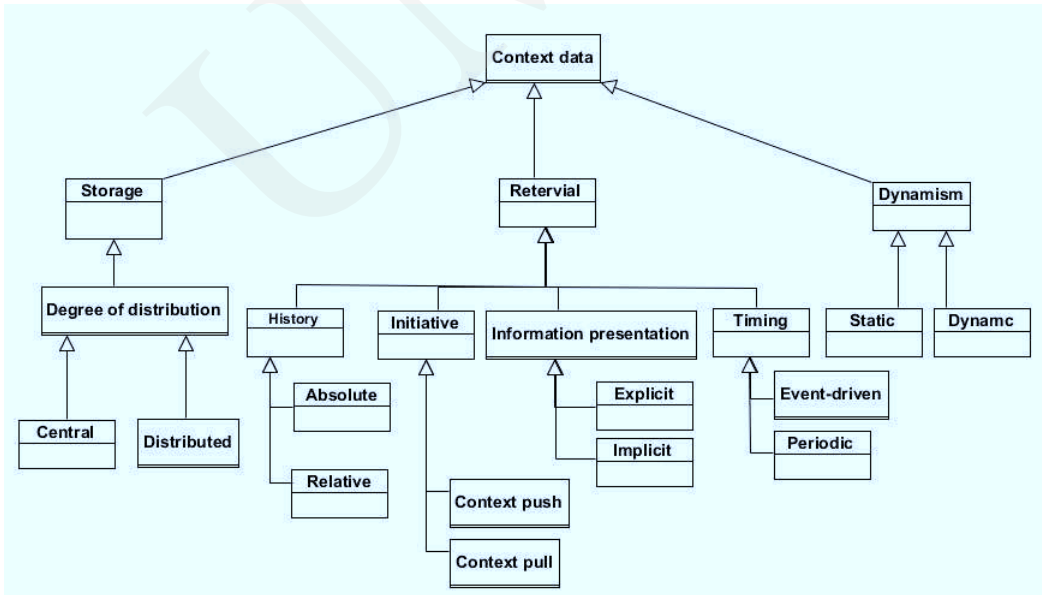 Context data
Storage
Retervial
Dynamism
Degree of distribution
History
Initiative
Information presentation
Timing
Static
Dynamc
Absolute
Explicit
Event-driven
Central
Distributed
Implicit
Periodic
Relative
Context push
Context pull